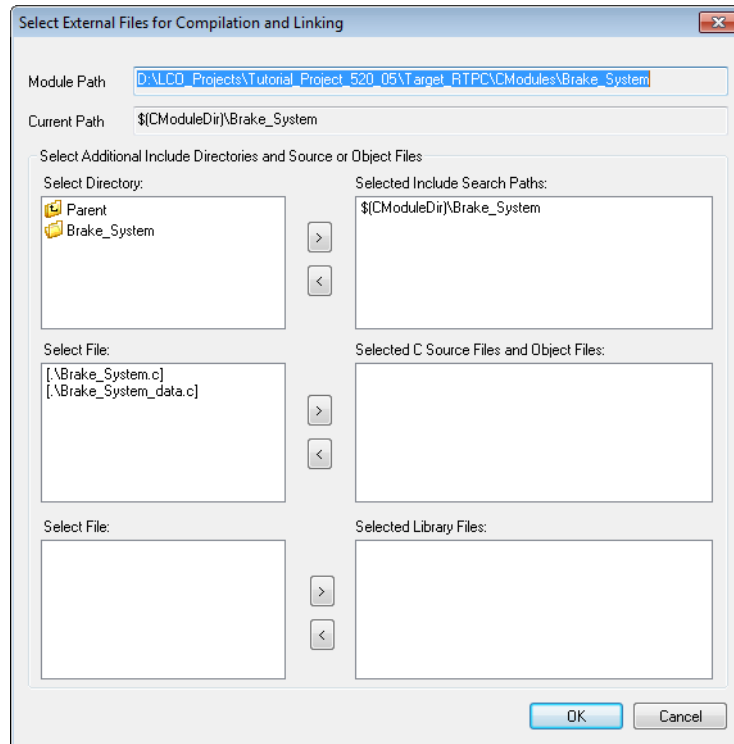 Select External Files for Compilation and Linking
Module Path
D:\LCO_Projects\Tutorial_Project_520_05\Target_RTPC\CModules\Brake_System
Current Path
$(CModuleDir)\Brake_System
Select Additional Include Directories and Source or Object Files
Select Directory:
Selected Include Search Paths:
Parent
Brake_System
$(CModuleDir)\Brake_System
>
<
Select File:
Selected C Source Files and Object Files:
[.\Brake_System.c]
[.\Brake_System_data.c]
>
<
Select File:
Selected Library Files:
>
<
OK
Cancel